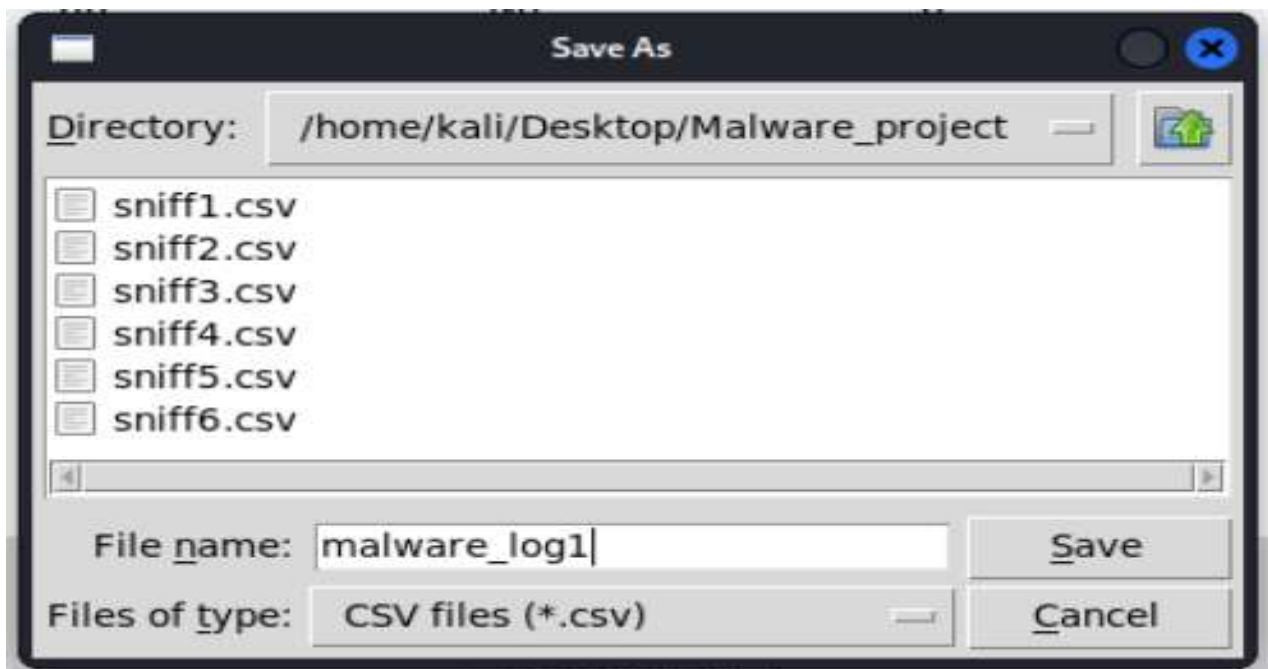 Save As
Directory: /home/kali/Desktop/Malware_project
sniff1.csv
sniff2.csv
sniff3.csv
sniff4.csv
sniff5.csv
sniff6.csv
File name: malware_log1 Save
Files of type: CSV files (*.csv) Cancel